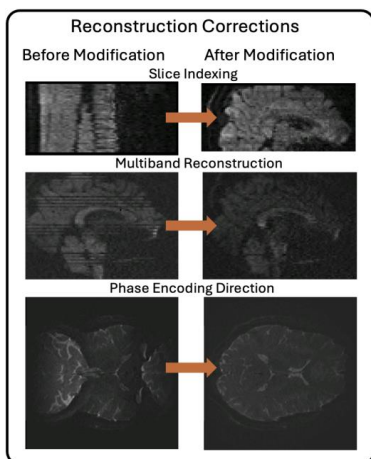 Reconstruction Corrections
Before Modification After Modification
Slice Indexing
Multiband Reconstruction
Phase Encoding Direction